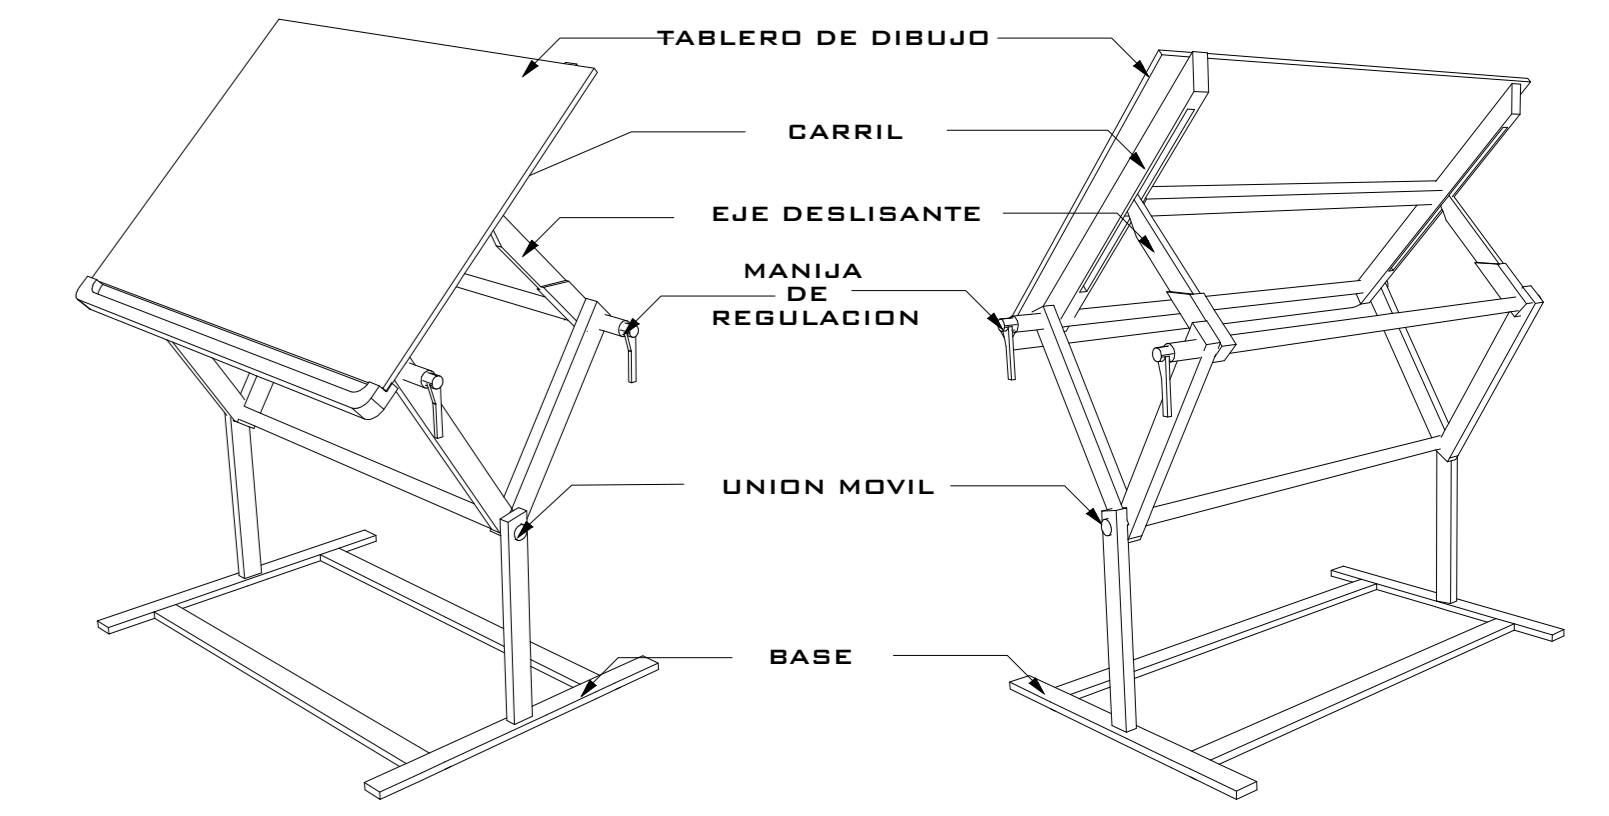 TABLERO DE DIBUJO
CARRIL
EJE DESLISANTE
MANIJA
DE
REGULACION
UNION MOVIL
BASE